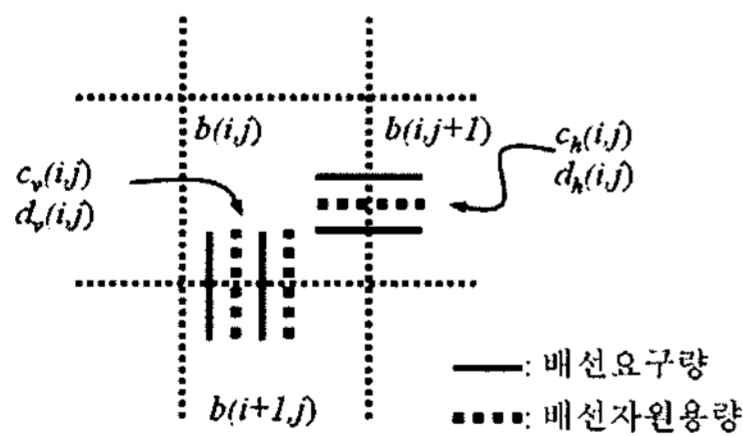 b(i,j)
b(i,j+1)
c_h(i,j)
d_h(i,j)
c_v(i,j)
d_v(i,j)
: 배선요구량
b(i+1,j)
: 배선자원용량